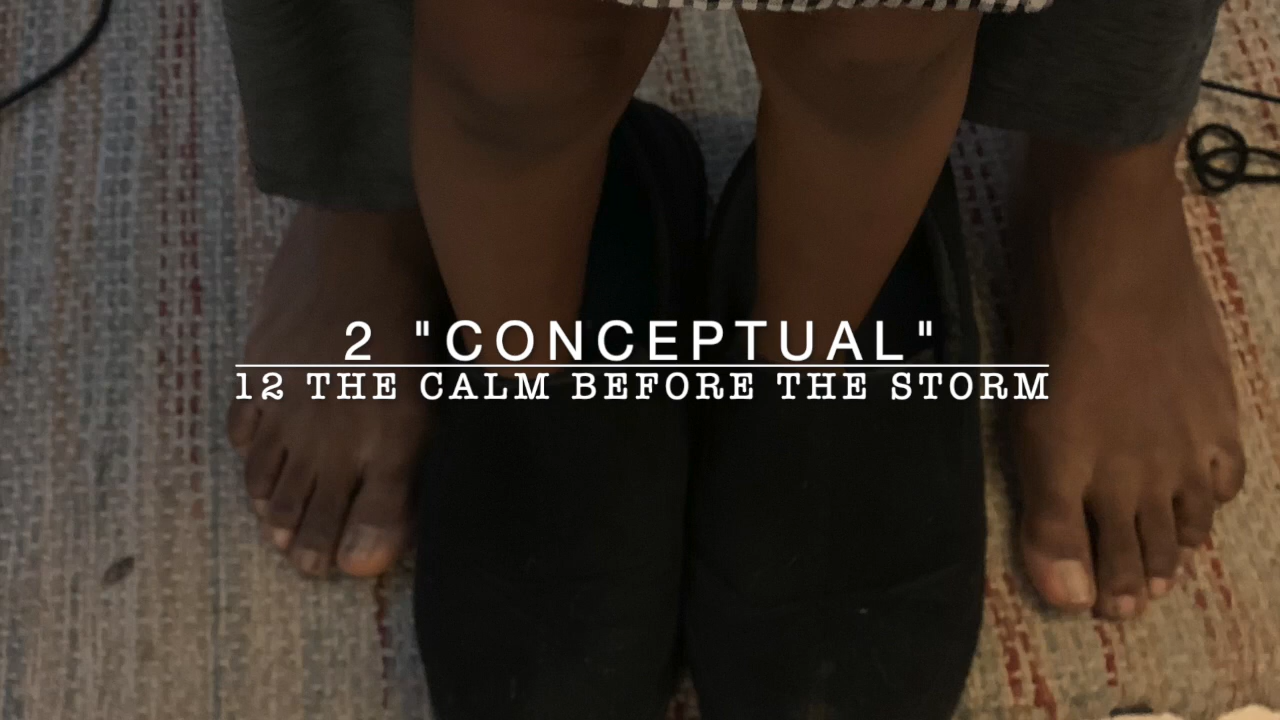 2 "CONCEPTUAL"
12 THE CALM BEFORE THE STORM